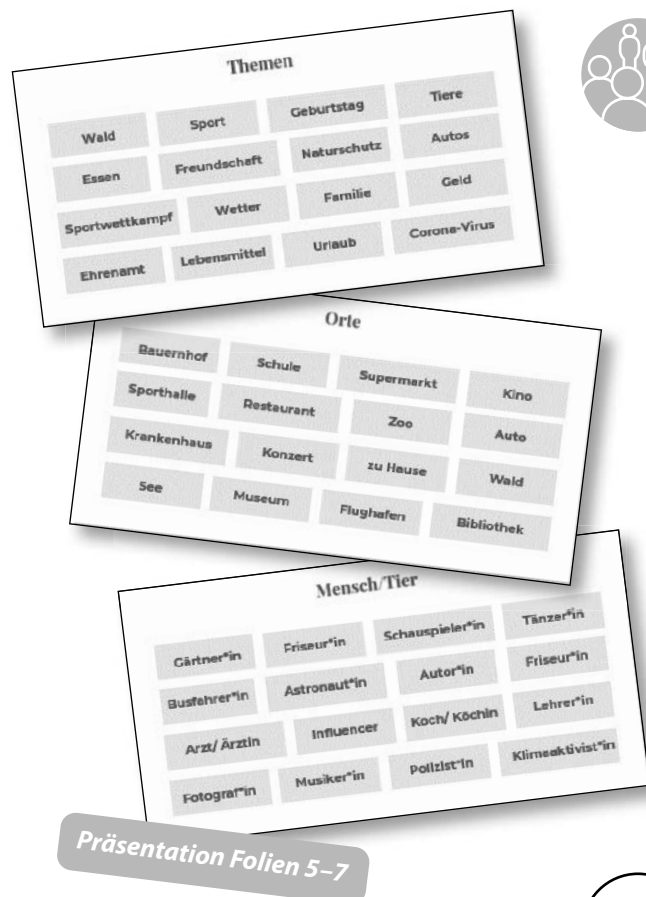 Themen
Wald Sport Geburtstag Tiere
Essen Freundschaft Naturschutz Autos
Sportwettkampf Wetter Familie Geld
Ehrenamt Lebensmittel Urlaub Corona-Virus
Orte
Bauernhof Schule Supermarkt Kino
Sporthalle Restaurant Zoo Auto
Krankenhaus Konzert zu Hause Wald
See Museum Flughafen Bibliothek
Mensch/Tier
Gärtner*in Friseur*in Schauspieler*in Tänzer*in
Busfahrer*in Astronaut*in Autor*in Friseur*in
Arzt/ Ärztin Influencer Koch/ Köchin Lehrer*in
Fotograf*in Musiker*in Polizist*in Klimaaktivist*in
Präsentation Folien 5–7